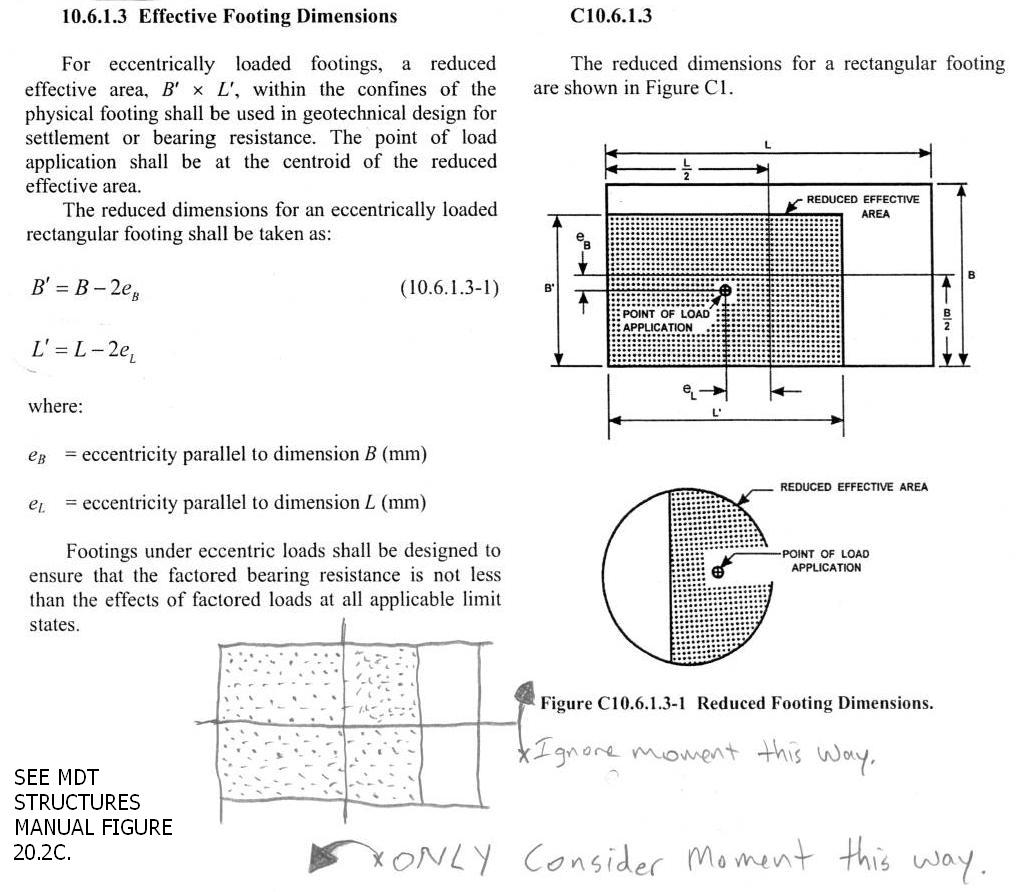 10.6.1.3 Effective Footing Dimensions
For eccentrically loaded footings, a reduced
effective area, B' × L', within the confines of the
physical footing shall be used in geotechnical design for
settlement or bearing resistance. The point of load
application shall be at the centroid of the reduced
effective area.
The reduced dimensions for an eccentrically loaded
rectangular footing shall be taken as:
B' = B – 2e_B (10.6.1.3-1)
L' = L – 2e_L
where:
e_B = eccentricity parallel to dimension B (mm)
e_L = eccentricity parallel to dimension L (mm)
Footings under eccentric loads shall be designed to
ensure that the factored bearing resistance is not less
than the effects of factored loads at all applicable limit
states.
SEE MDT
STRUCTURES
MANUAL FIGURE
20.2C.
C10.6.1.3
The reduced dimensions for a rectangular footing
are shown in Figure C1.
L
L/2
REDUCED EFFECTIVE
AREA
e_B
B'
B
B/2
POINT OF LOAD
APPLICATION
e_L
L'
REDUCED EFFECTIVE AREA
POINT OF LOAD
APPLICATION
Figure C10.6.1.3-1 Reduced Footing Dimensions.
x Ignore moment this way.
x ONLY Consider Moment this way.